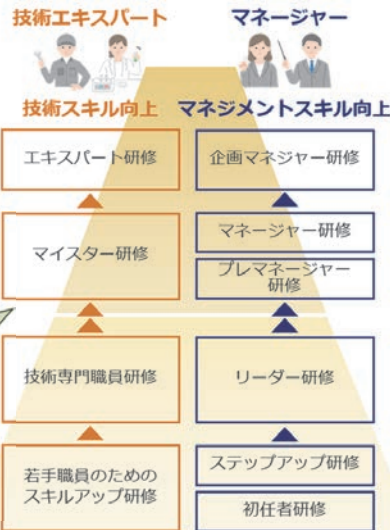 技術エキスパート
マネージャー
技術スキル向上
マネジメントスキル向上
エキスパート研修
企画マネジャー研修
マイスター研修
マネージャー研修
プレマネージャー
研修
技術専門職員研修
リーダー研修
若手職員のための
スキルアップ研修
ステップアップ研修
初任者研修